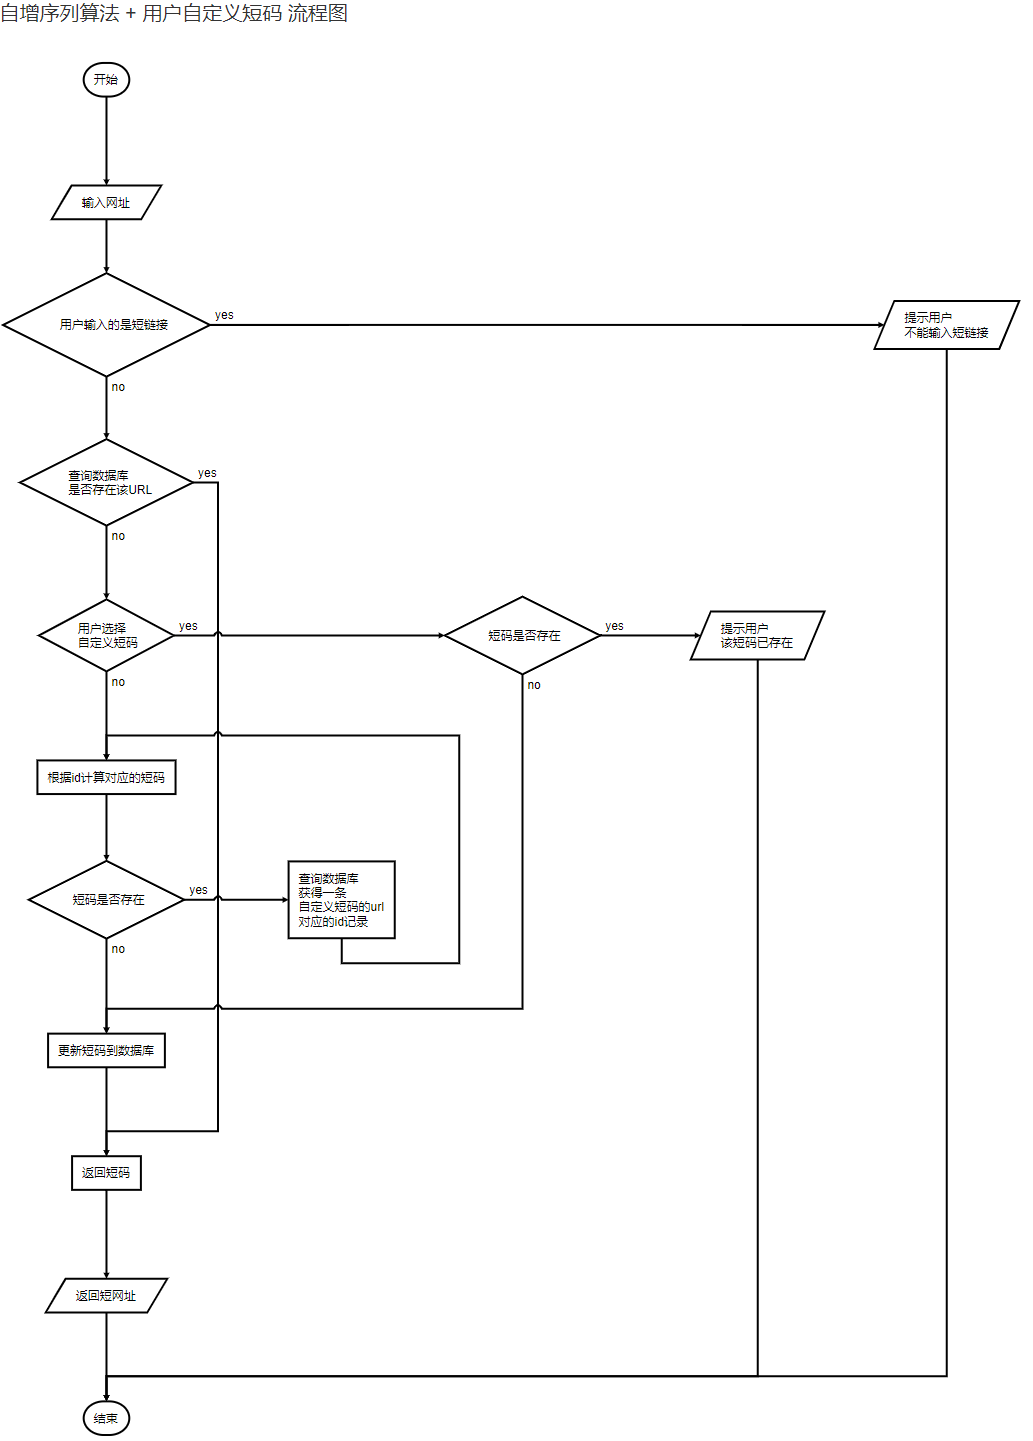 自增序列算法 + 用户自定义短码 流程图
开始
输入网址
用户输入的是短链接
yes
提示用户
不能输入短链接
no
查询数据库
是否存在该URL
yes
no
用户选择
自定义短码
yes
短码是否存在
yes
提示用户
该短码已存在
no
no
根据id计算对应的短码
短码是否存在
yes
查询数据库
获得一条
自定义短码的url
对应的id记录
no
更新短码到数据库
返回短码
返回短网址
结束